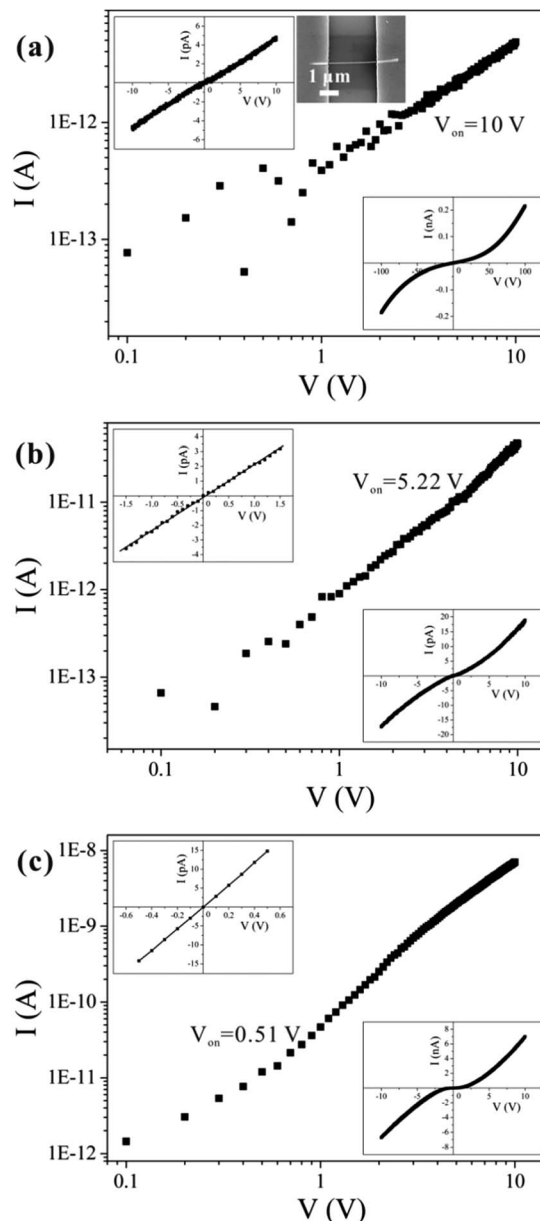 (a)
I (pA)
6
4
2
-10 -5 0 5 10
V (V)
-2
-4
-6
1 μm
V_on=10 V
1E-12
1E-13
I (A)
I (nA)
0.2
0.1
-100 -50 0 50 100
V (V)
-0.1
-0.2
0.1 1 10
V (V)
(b)
I (pA)
4
3
2
1
-1.5 -1.0 -0.5 0 0.5 1.0 1.5
V (V)
-1
-2
-3
-4
V_on=5.22 V
1E-11
1E-12
1E-13
I (A)
I (pA)
20
15
10
5
-10 -5 0 5 10
V (V)
-5
-10
-15
-20
0.1 1 10
V (V)
(c)
1E-8
I (pA)
15
10
5
-0.6 -0.4 -0.2 0 0.2 0.4 0.6
V (V)
-5
-10
-15
1E-9
1E-10
1E-11
1E-12
I (A)
V_on=0.51 V
I (nA)
8
6
4
2
-10 -5 0 5 10
V (V)
-2
-4
-6
-8
0.1 1 10
V (V)